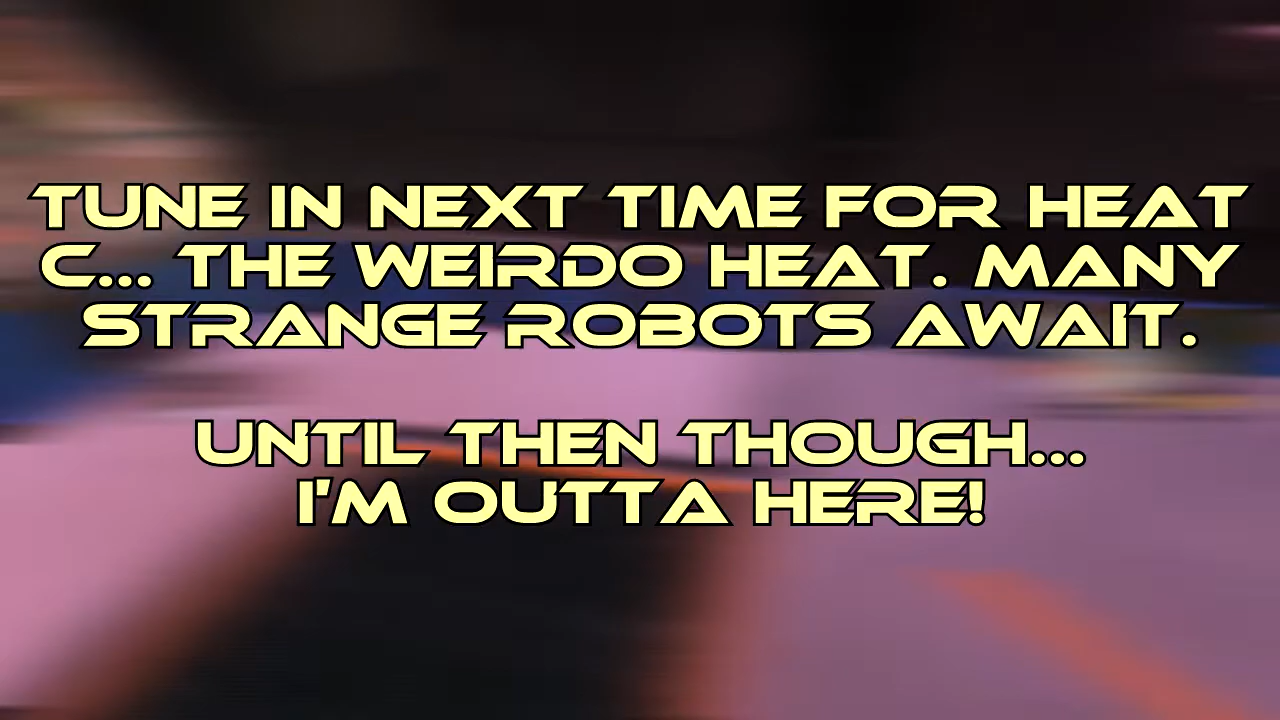 TUNE IN NEXT TIME FOR HEAT
C... THE WEIRDO HEAT. MANY
STRANGE ROBOTS AWAIT.
UNTIL THEN THOUGH...
I'M OUTTA HERE!